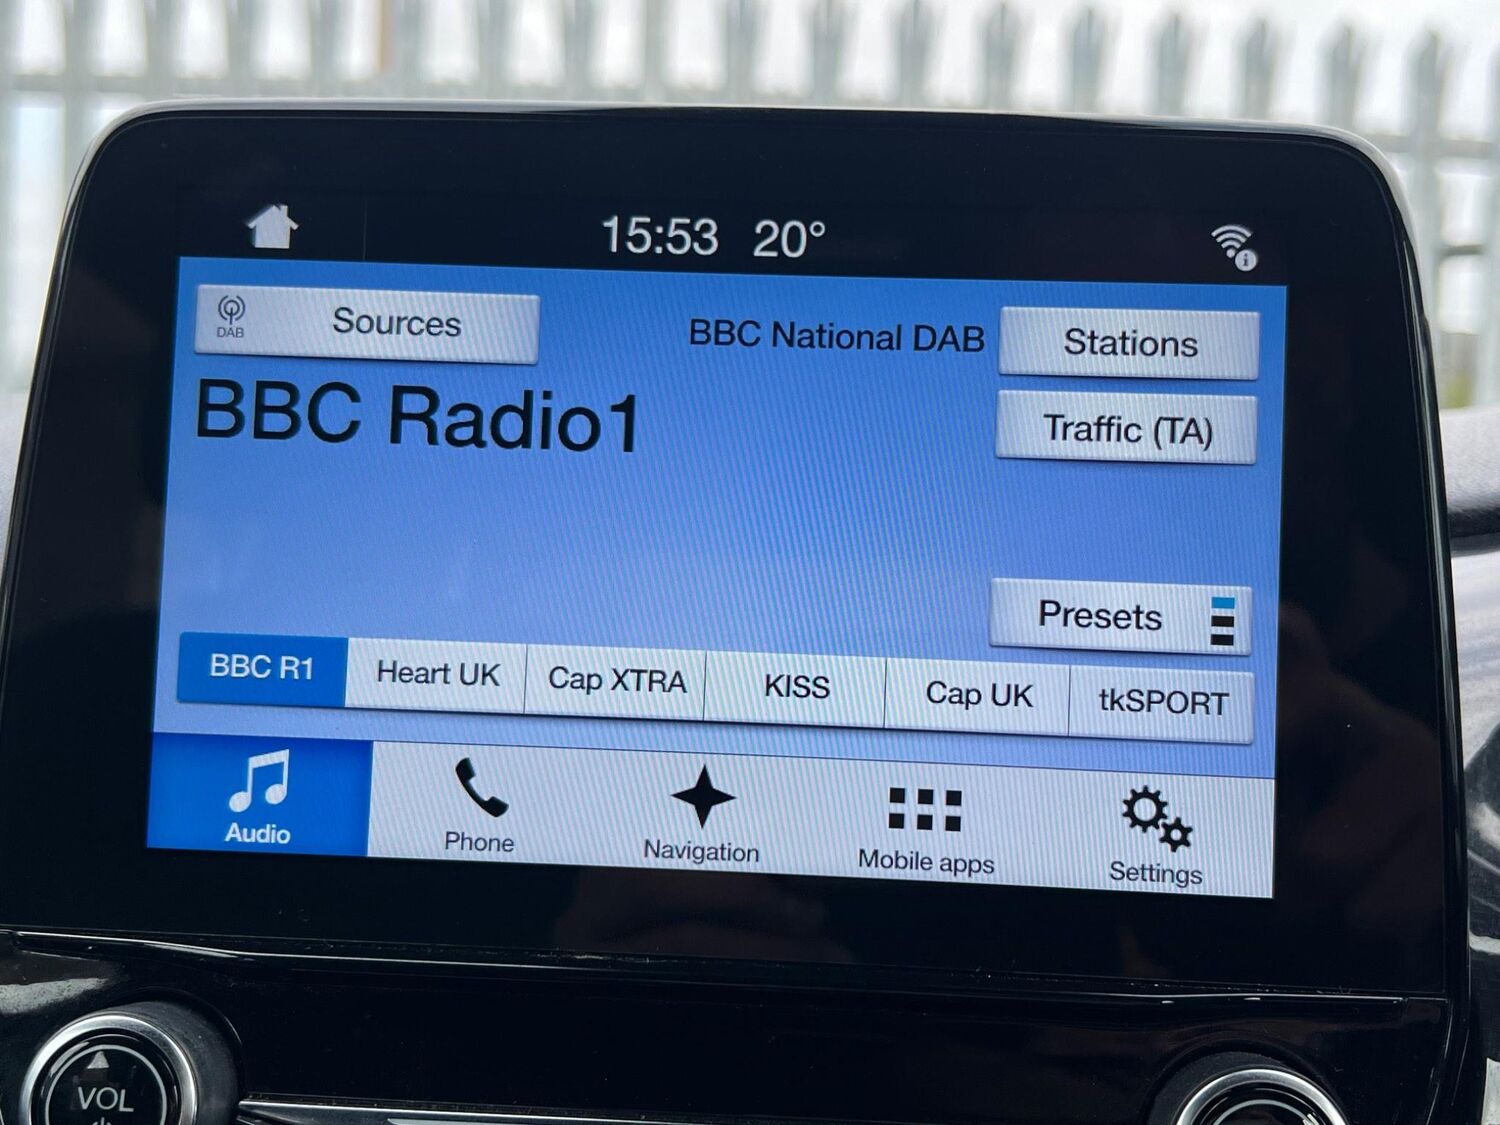 15:53 20°
DAB
Sources
BBC National DAB
Stations
BBC Radio1
Traffic (TA)
Presets
BBC R1
Heart UK
Cap XTRA
KISS
Cap UK
tkSPORT
Audio
Phone
Navigation
Mobile apps
Settings
VOL